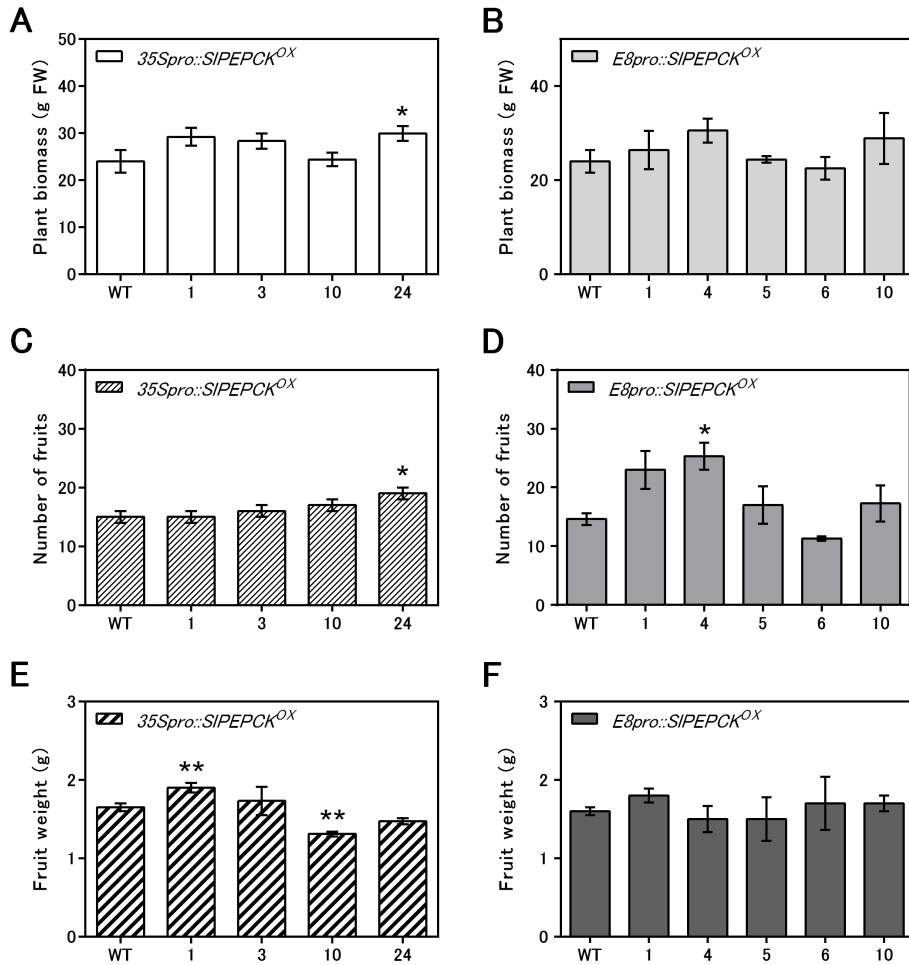 A
35Spro::SlPEPCK^OX
*
Plant biomass (g FW)
50
40
30
20
10
0
WT 1 3 10 24
B
E8pro::SlPEPCK^OX
Plant biomass (g FW)
40
20
0
WT 1 4 5 6 10
C
35Spro::SlPEPCK^OX
*
Number of fruits
40
30
20
10
0
WT 1 3 10 24
D
E8pro::SlPEPCK^OX
*
Number of fruits
40
30
20
10
0
WT 1 4 5 6 10
E
35Spro::SlPEPCK^OX
** **
Fruit weight (g)
3
2
1
0
WT 1 3 10 24
F
E8pro::SlPEPCK^OX
Fruit weight (g)
3
2
1
0
WT 1 4 5 6 10